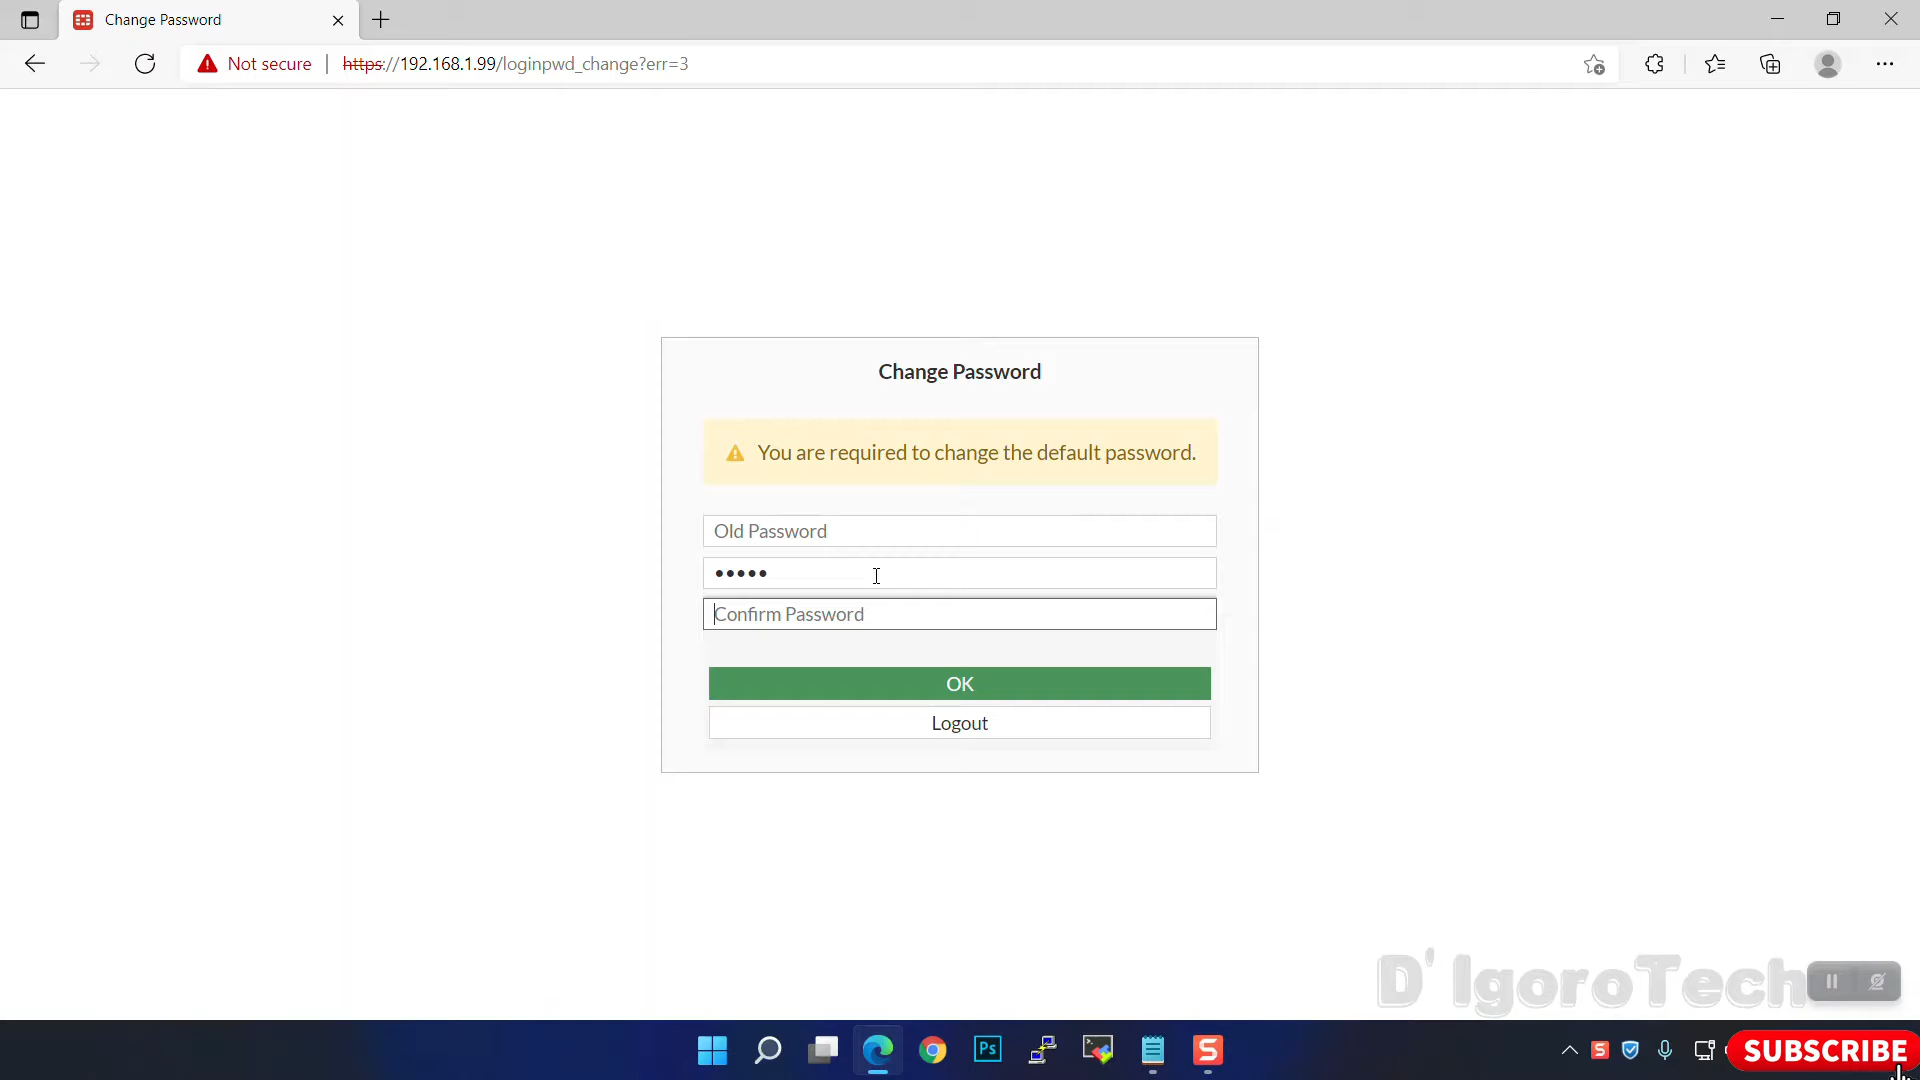 Change Password
Not secure
https://192.168.1.99/loginpwd_change?err=3
Change Password
You are required to change the default password.
Old Password
•••••
Confirm Password
OK
Logout
D' IgoroTech
Ps
S
S
SUBSCRIBE